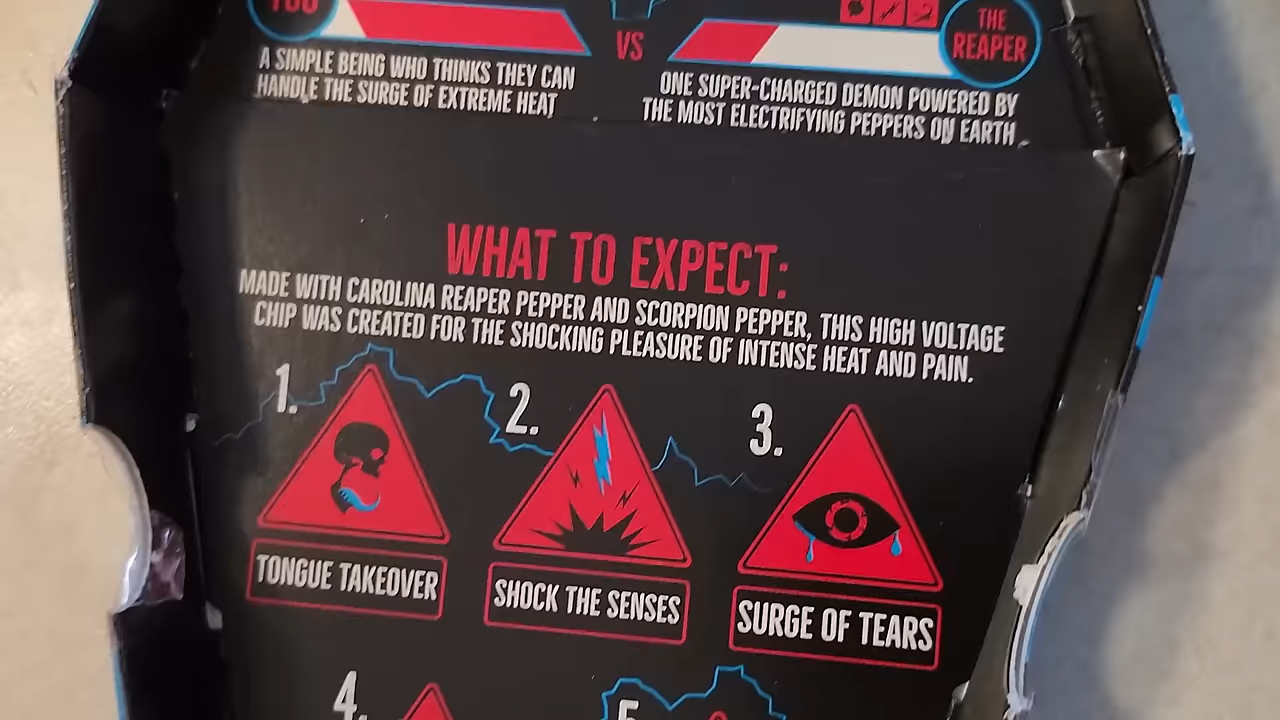 YOU
VS
THE
REAPER
A SIMPLE BEING WHO THINKS THEY CAN
HANDLE THE SURGE OF EXTREME HEAT
ONE SUPER-CHARGED DEMON POWERED BY
THE MOST ELECTRIFYING PEPPERS ON EARTH
WHAT TO EXPECT:
MADE WITH CAROLINA REAPER PEPPER AND SCORPION PEPPER, THIS HIGH VOLTAGE
CHIP WAS CREATED FOR THE SHOCKING PLEASURE OF INTENSE HEAT AND PAIN.
1.
TONGUE TAKEOVER
2.
SHOCK THE SENSES
3.
SURGE OF TEARS
4.
5.